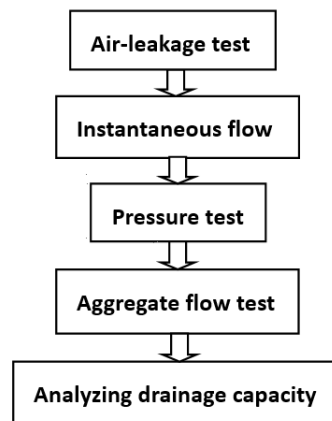 Air-leakage test
Instantaneous flow
Pressure test
Aggregate flow test
Analyzing drainage capacity